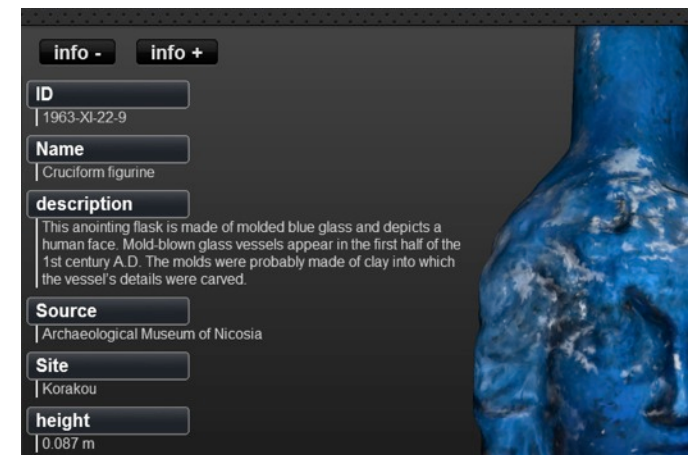 info - info +
ID
1963-XI-22-9
Name
Cruciform figurine
description
This anointing flask is made of molded blue glass and depicts a
human face. Mold-blown glass vessels appear in the first half of the
1st century A.D. The molds were probably made of clay into which
the vessel's details were carved.
Source
Archaeological Museum of Nicosia
Site
Korakou
height
0.087 m